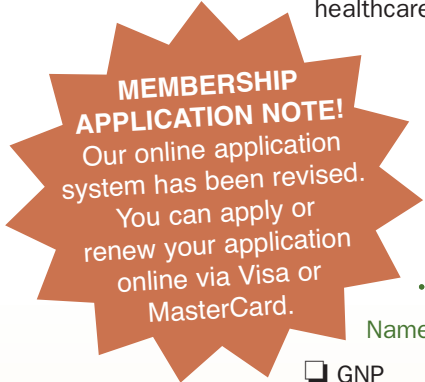 healthcare
MEMBERSHIP
APPLICATION NOTE!
Our online application
system has been revised.
You can apply or
renew your application
online via Visa or
MasterCard.
Name
❏ GNP